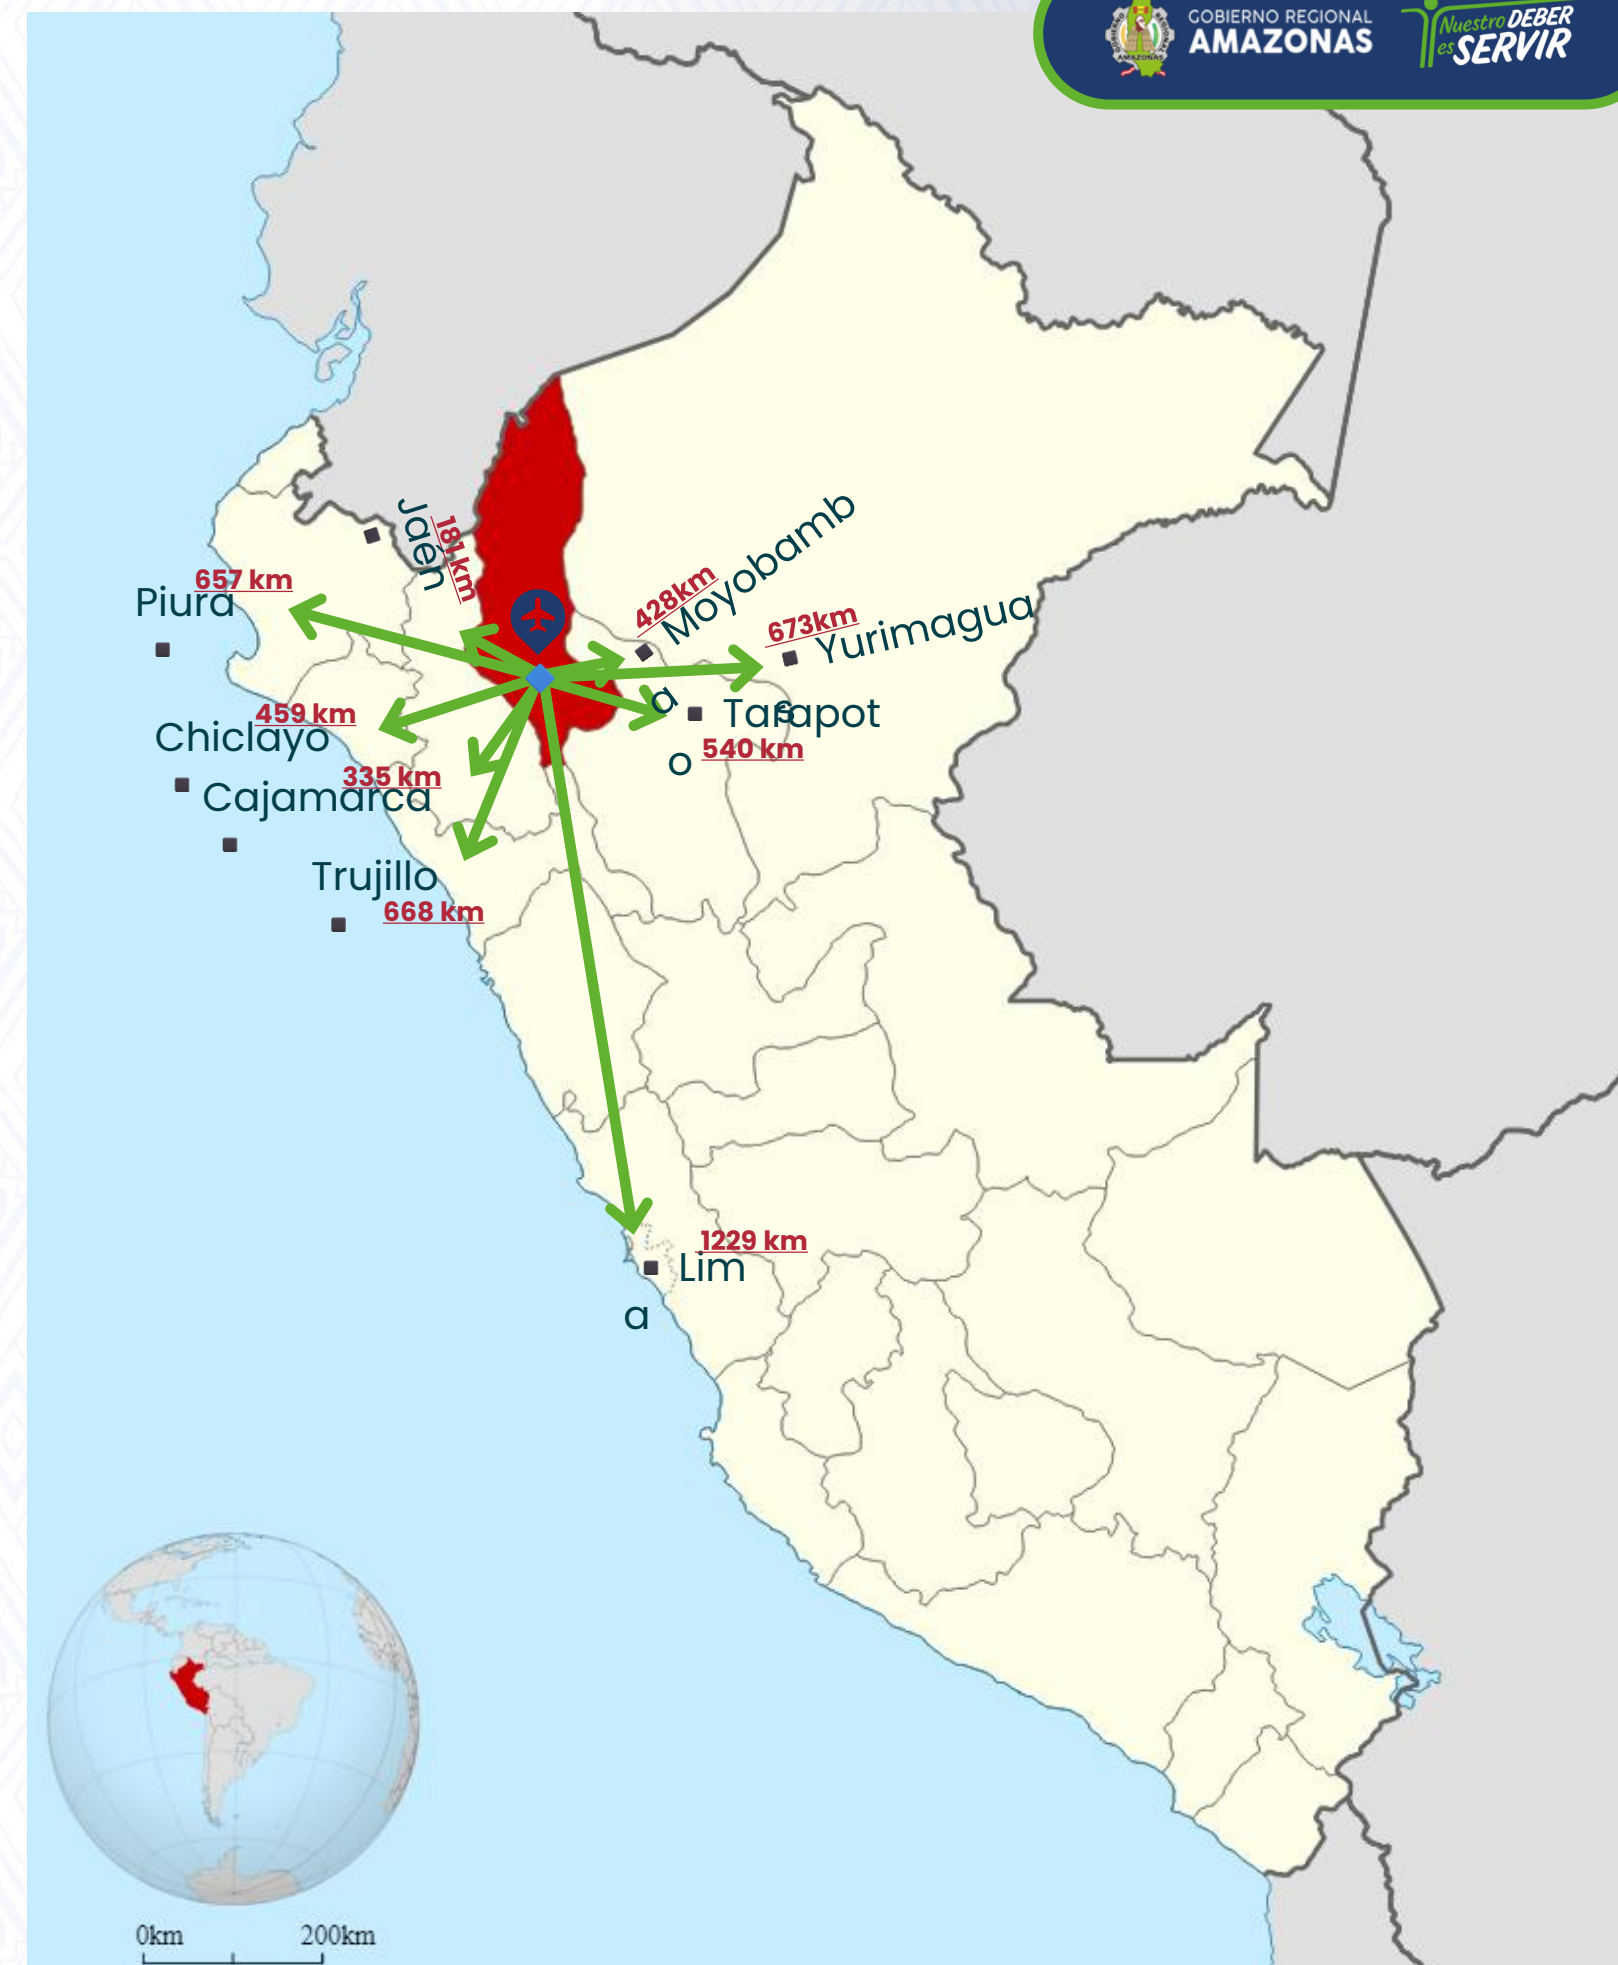 GOBIERNO REGIONAL
AMAZONAS
Nuestro DEBER
es SERVIR
AMAZONAS
Jaén
181 km
657 km
Piura
428km
Moyobamb
a
673km
Yurimagua
s
Tarapot
o
540 km
459 km
Chiclayo
335 km
Cajamarca
Trujillo
668 km
1229 km
Lim
a
0km
200km